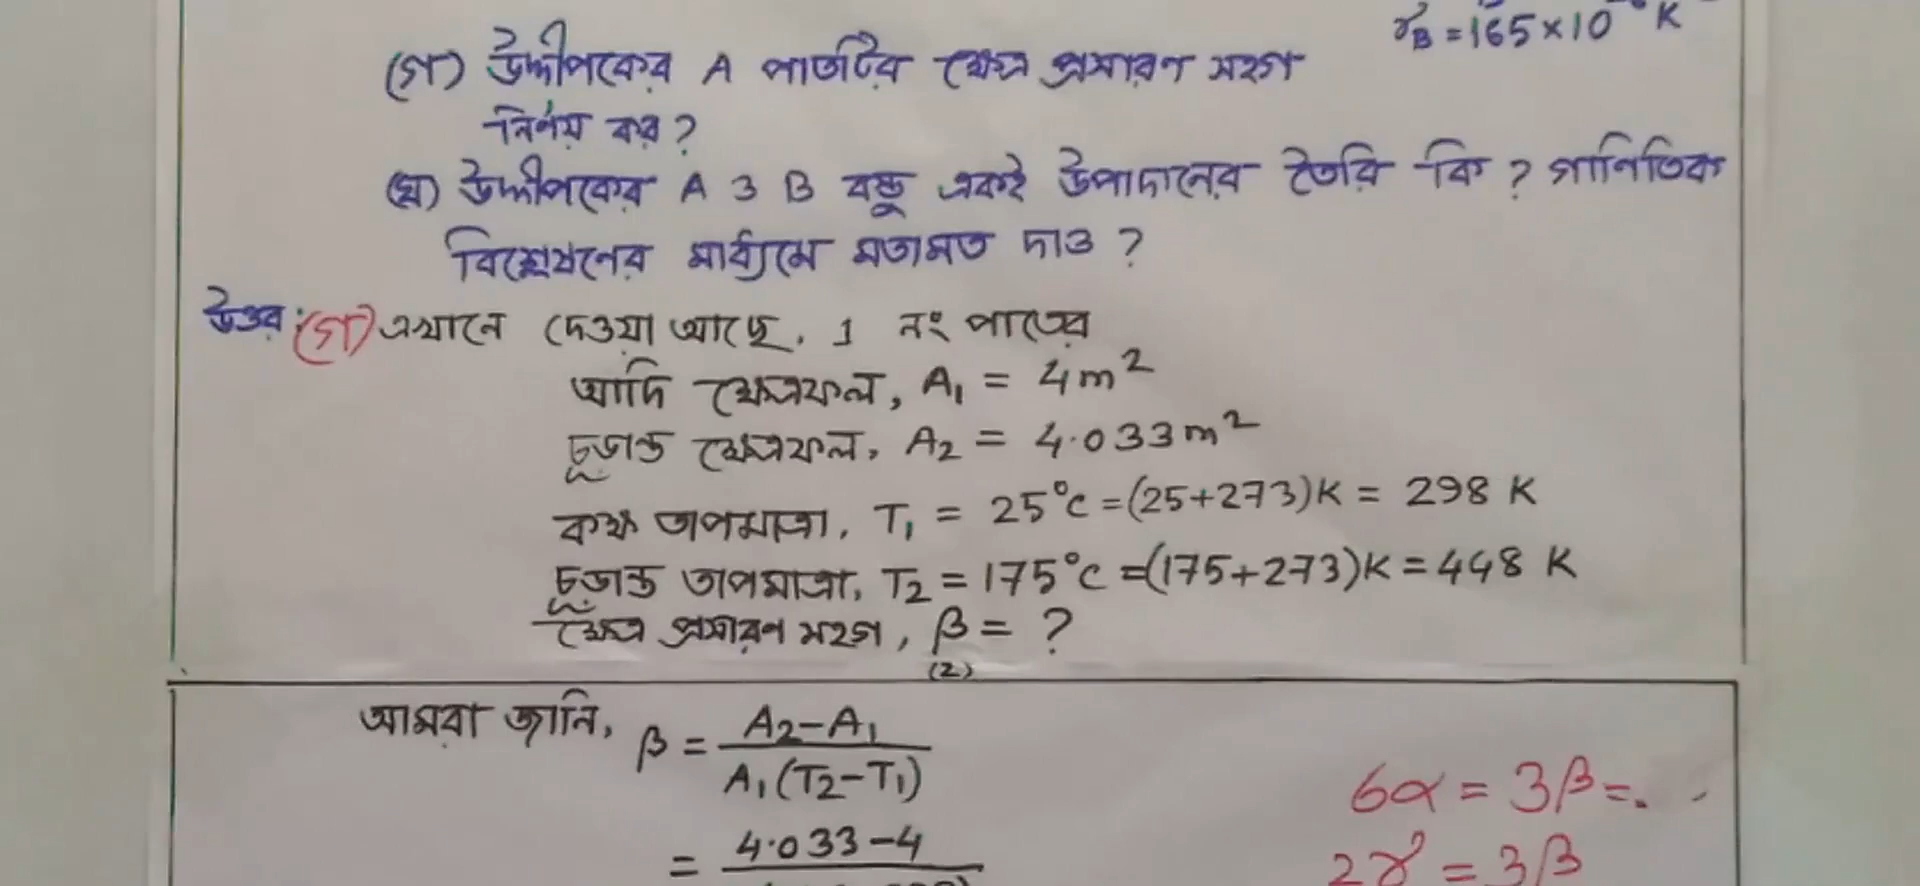 γB = 165×10 K
(গ) উদ্দীপকের A পাতটির ক্ষেত্র প্রসারণ সহগ
নির্ণয় কর?
(ঘ) উদ্দীপকের A ও B বস্তু একই উপাদানের তৈরি কি? গানিতিক
বিশ্লেষনের মাধ্যমে মতামত দাও?
উত্তর: (গ) এখানে দেওয়া আছে, 1 নং পাতের
আদি ক্ষেত্রফল, A₁ = 4m²
চূড়ান্ত ক্ষেত্রফল, A₂ = 4.033m²
কক্ষ তাপমাত্রা, T₁ = 25°C = (25+273)K = 298 K
চূড়ান্ত তাপমাত্রা, T₂ = 175°C = (175+273)K = 448 K
ক্ষেত্র প্রসারণ সহগ, β = ?
(2)
আমরা জানি, β = A₂-A₁ / A₁(T₂-T₁)
= 4.033-4
6α = 3β =.
2γ = 3β